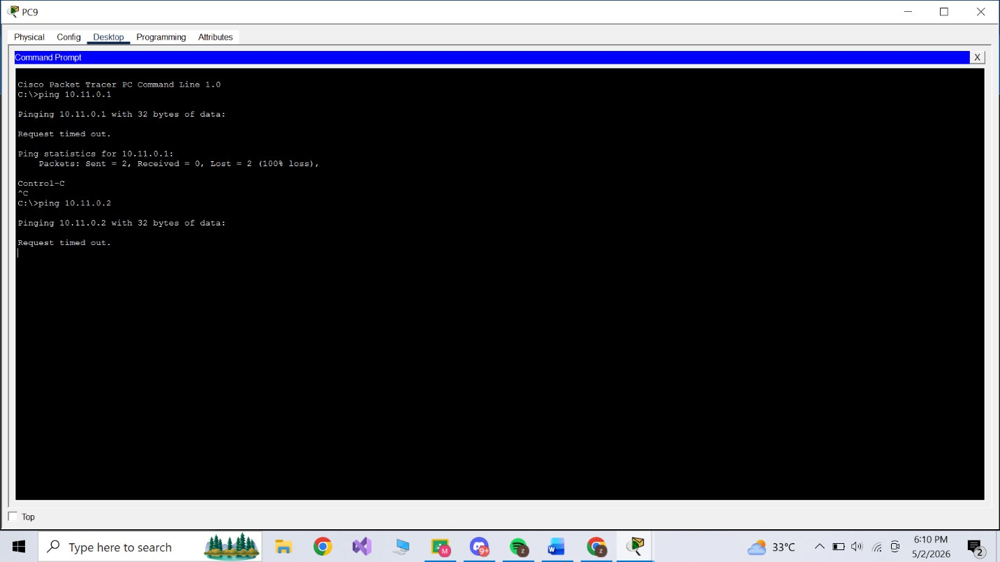 PC9
Physical Config Desktop Programming Attributes
Command Prompt X
Cisco Packet Tracer PC Command Line 1.0
C:\>ping 10.11.0.1
Pinging 10.11.0.1 with 32 bytes of data:
Request timed out.
Ping statistics for 10.11.0.1:
    Packets: Sent = 2, Received = 0, Lost = 2 (100% loss),
Control-C
^C
C:\>ping 10.11.0.2
Pinging 10.11.0.2 with 32 bytes of data:
Request timed out.
Top
Type here to search
M
9+
z
W
z
33°C
6:10 PM
5/2/2026
2